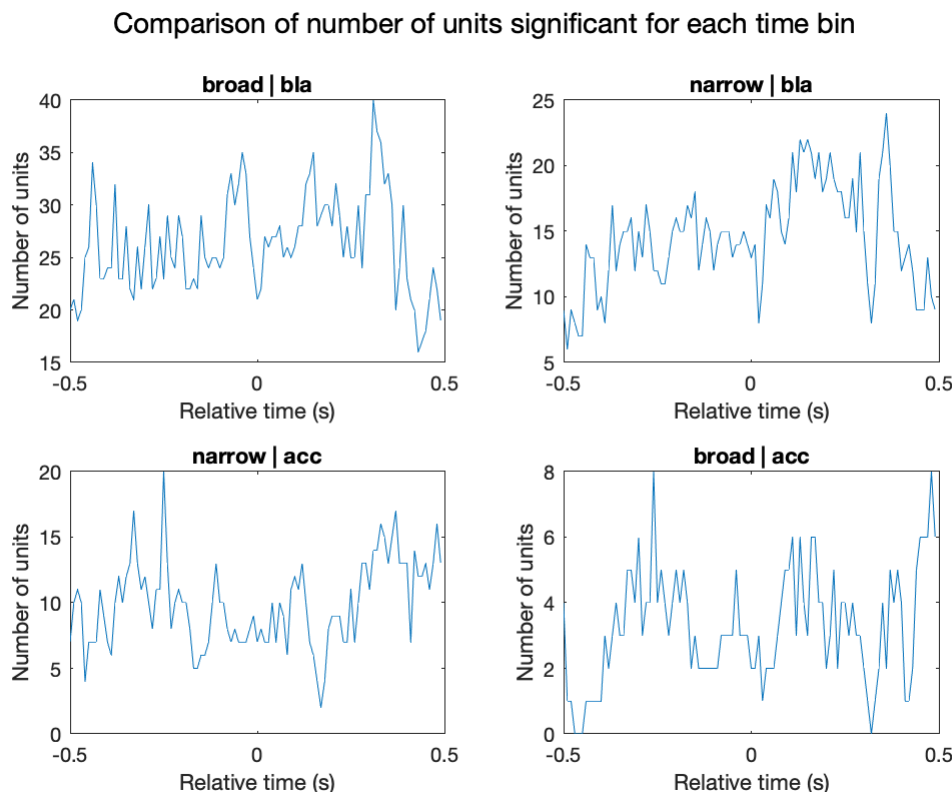 Comparison of number of units significant for each time bin
broad | bla
Number of units
40
35
30
25
20
15
-0.5
0
0.5
Relative time (s)
narrow | bla
Number of units
25
20
15
10
5
-0.5
0
0.5
Relative time (s)
narrow | acc
Number of units
20
15
10
5
0
-0.5
0
0.5
Relative time (s)
broad | acc
Number of units
8
6
4
2
0
-0.5
0
0.5
Relative time (s)